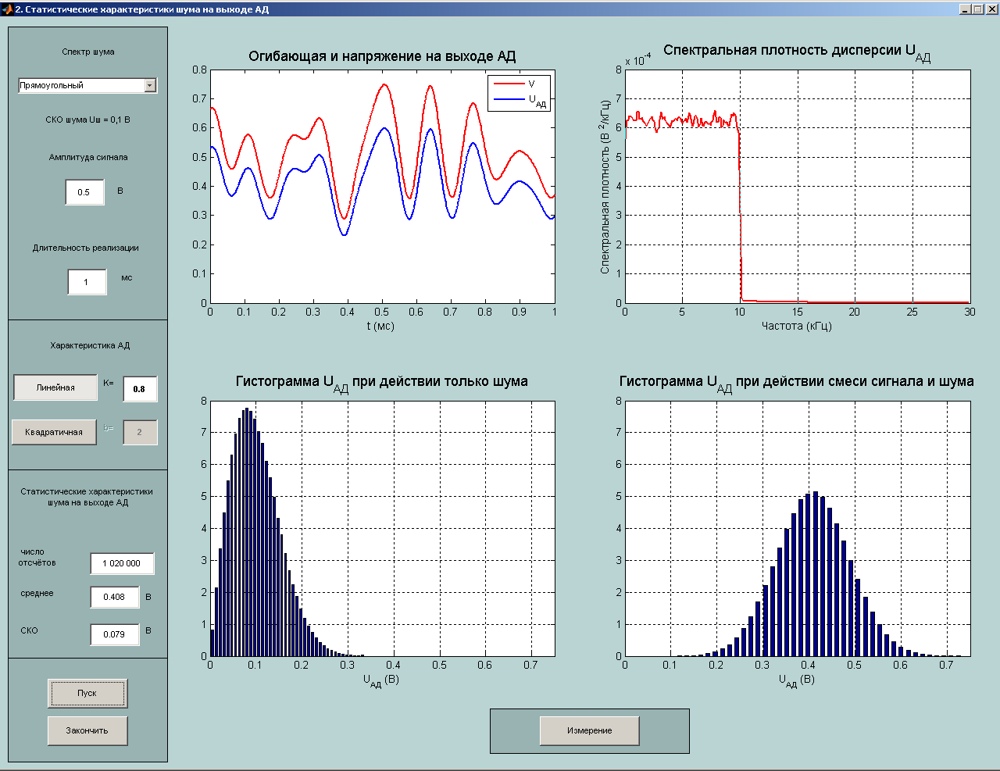 2. Статистические характеристики шума на выходе АД
Спектр шума
Прямоугольный
СКО шума Uш = 0,1 В
Амплитуда сигнала
0.5 В
Длительность реализации
1 мс
Характеристика АД
Линейная K= 0.8
Квадратичная b= 2
Статистические характеристики
шума на выходе АД
число
отсчётов
1 020 000
среднее 0.408 В
СКО 0.079 В
Пуск
Закончить
Огибающая и напряжение на выходе АД
0.8
0.7
0.6
0.5
0.4
0.3
0.2
0.1
0
V
UАД
0 0.1 0.2 0.3 0.4 0.5 0.6 0.7 0.8 0.9 1
t (мс)
Спектральная плотность дисперсии UАД
x 10-4
Спектральная плотность (В 2/кГц)
8
7
6
5
4
3
2
1
0
0 5 10 15 20 25 30
Частота (кГц)
Гистограмма UАД при действии только шума
8
7
6
5
4
3
2
1
0
0 0.1 0.2 0.3 0.4 0.5 0.6 0.7
UАД (В)
Гистограмма UАД при действии смеси сигнала и шума
8
7
6
5
4
3
2
1
0
0 0.1 0.2 0.3 0.4 0.5 0.6 0.7
UАД (В)
Измерение